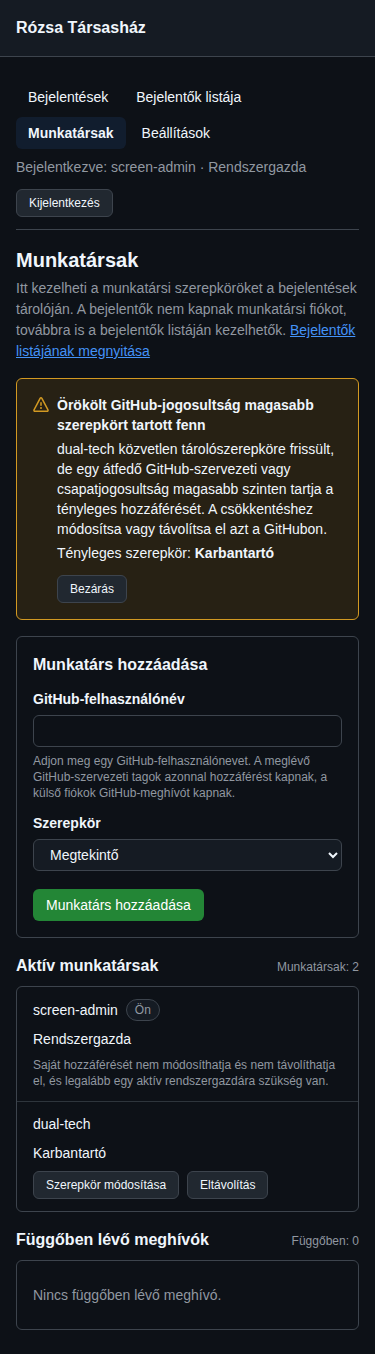 Rózsa Társasház
Bejelentések Bejelentők listája
Munkatársak Beállítások
Bejelentkezve: screen-admin · Rendszergazda
Kijelentkezés
Munkatársak
Itt kezelheti a munkatársi szerepköröket a bejelentések
tárolóján. A bejelentők nem kapnak munkatársi fiókot,
továbbra is a bejelentők listáján kezelhetők. Bejelentők
listájának megnyitása
Örökölt GitHub-jogosultság magasabb
szerepkört tartott fenn
dual-tech közvetlen tárolószerepköre frissült,
de egy átfedő GitHub-szervezeti vagy
csapatjogosultság magasabb szinten tartja a
tényleges hozzáférését. A csökkentéshez
módosítsa vagy távolítsa el azt a GitHubon.
Tényleges szerepkör: Karbantartó
Bezárás
Munkatárs hozzáadása
GitHub-felhasználónév
Adjon meg egy GitHub-felhasználónevet. A meglévő
GitHub-szervezeti tagok azonnal hozzáférést kapnak, a
külső fiókok GitHub-meghívót kapnak.
Szerepkör
Megtekintő
Munkatárs hozzáadása
Aktív munkatársak Munkatársak: 2
screen-admin Ön
Rendszergazda
Saját hozzáférését nem módosíthatja és nem távolíthatja
el, és legalább egy aktív rendszergazdára szükség van.
dual-tech
Karbantartó
Szerepkör módosítása Eltávolítás
Függőben lévő meghívók Függőben: 0
Nincs függőben lévő meghívó.